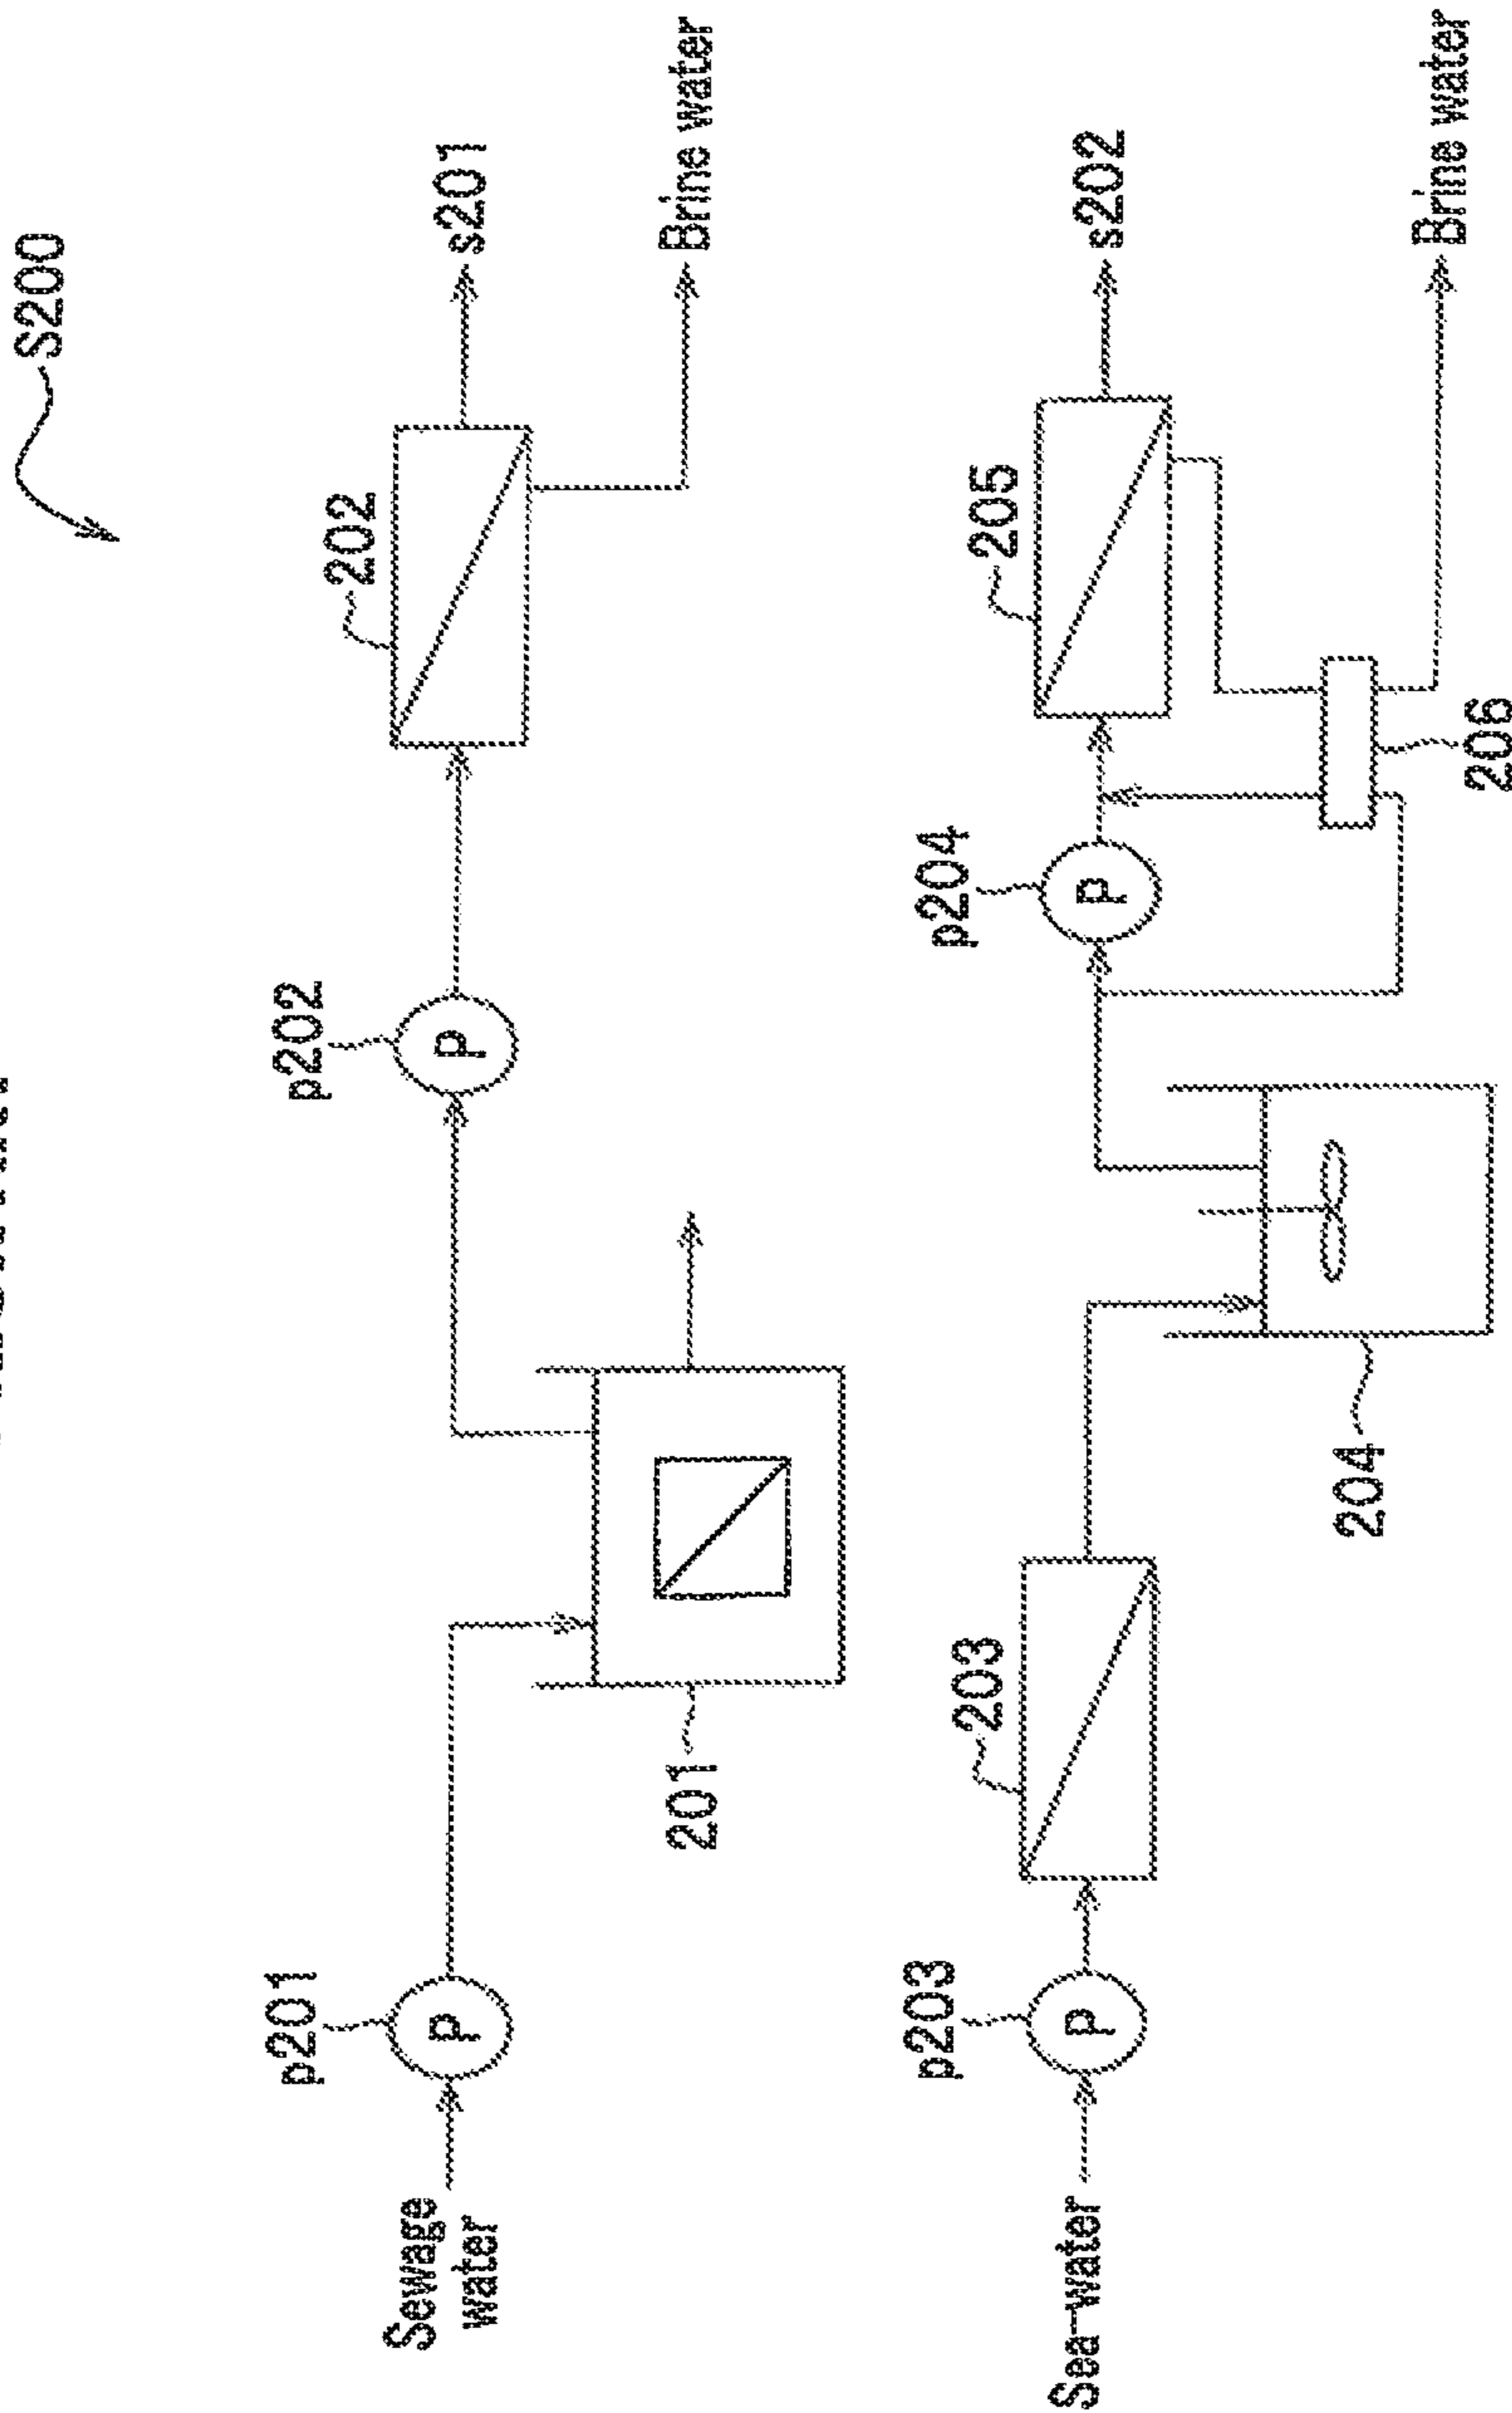 S200
p201
p202
202
s201
Sewage
water
P
P
201
Brine water
p203
203
p204
205
s202
Sea water
P
P
204
206
Brine water